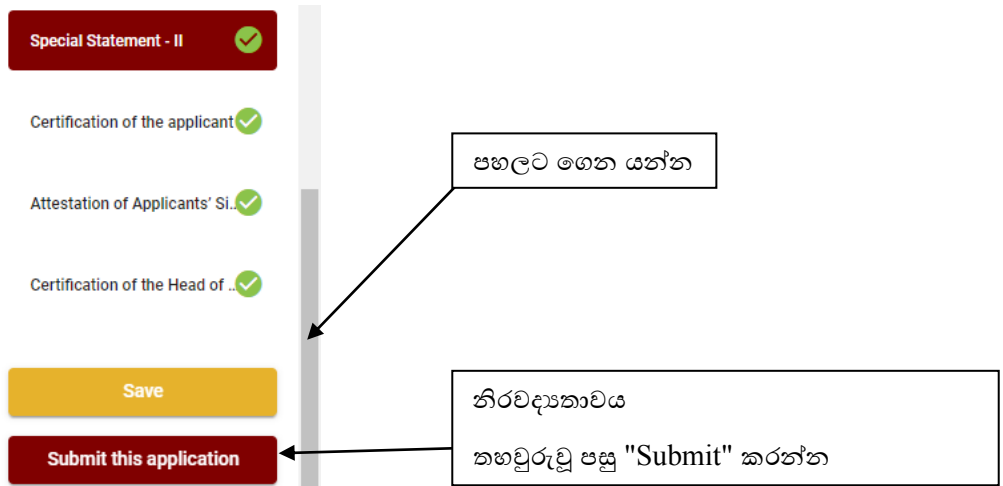 Special Statement - II
Certification of the applicant
පහලට ගෙන යන්න
Attestation of Applicants' Si..
Certification of the Head of ..
Save
නිරවද්‍යතාවය
Submit this application
තහවුරුවූ පසු "Submit" කරන්න